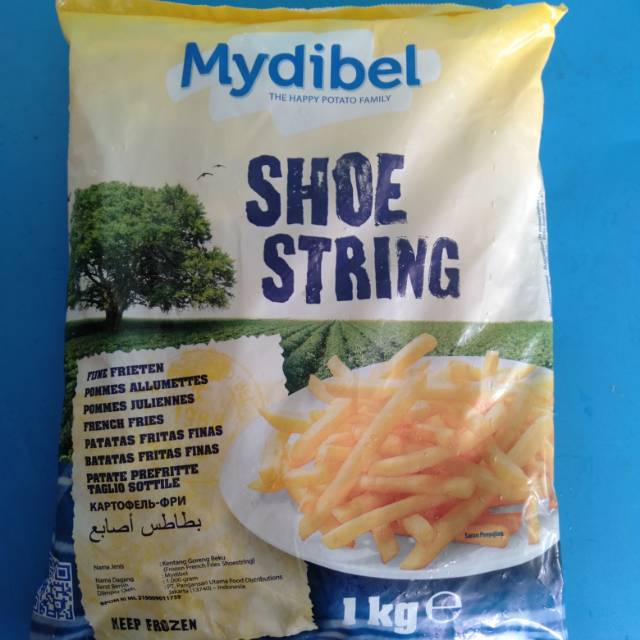 Mydibel
THE HAPPY POTATO FAMILY
SHOE
STRING
FIJNE FRIETEN
POMMES ALLUMETTES
POMMES JULIENNES
FRENCH FRIES
PATATAS FRITAS FINAS
BATATAS FRITAS FINAS
PATATE PREFRITTE
TAGLIO SOTTILE
КАРТОФЕЛЬ-ФРИ
بطاطس أصابع
Saran Penyajian
Nama Jenis : Kentang Goreng Beku
(Frozen French Fries Shoestring)
Nama Dagang : Mydibel
Berat Bersih : 1.000 gram
Diimpor Oleh : PT. Pangansari Utama Food Distributions
Jakarta (13740) - Indonesia
BPOM RI ML
KEEP FROZEN
1 kg e